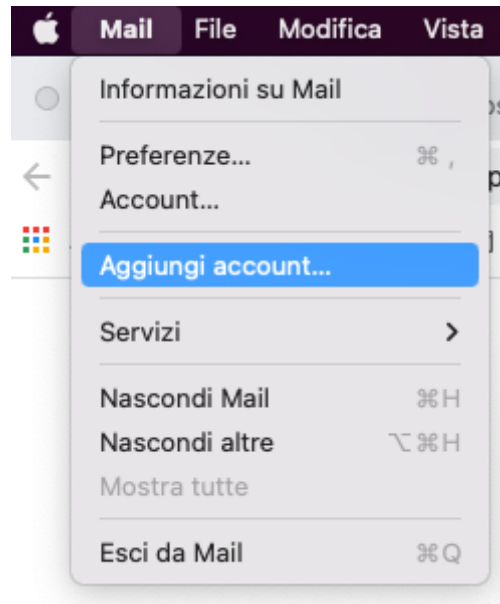 Mail File Modifica Vista
Informazioni su Mail
Preferenze... ⌘ ,
Account...
Aggiungi account...
Servizi
Nascondi Mail ⌘H
Nascondi altre ⌥⌘H
Mostra tutte
Esci da Mail ⌘Q